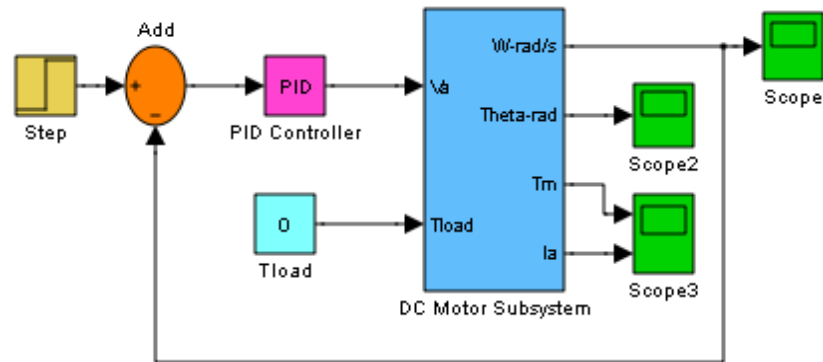 Add
W-rad/s
PID
Va
Scope
Step
PID Controller
Theta-rad
Scope2
Tm
0
Tload
Tload
Ia
Scope3
DC Motor Subsystem